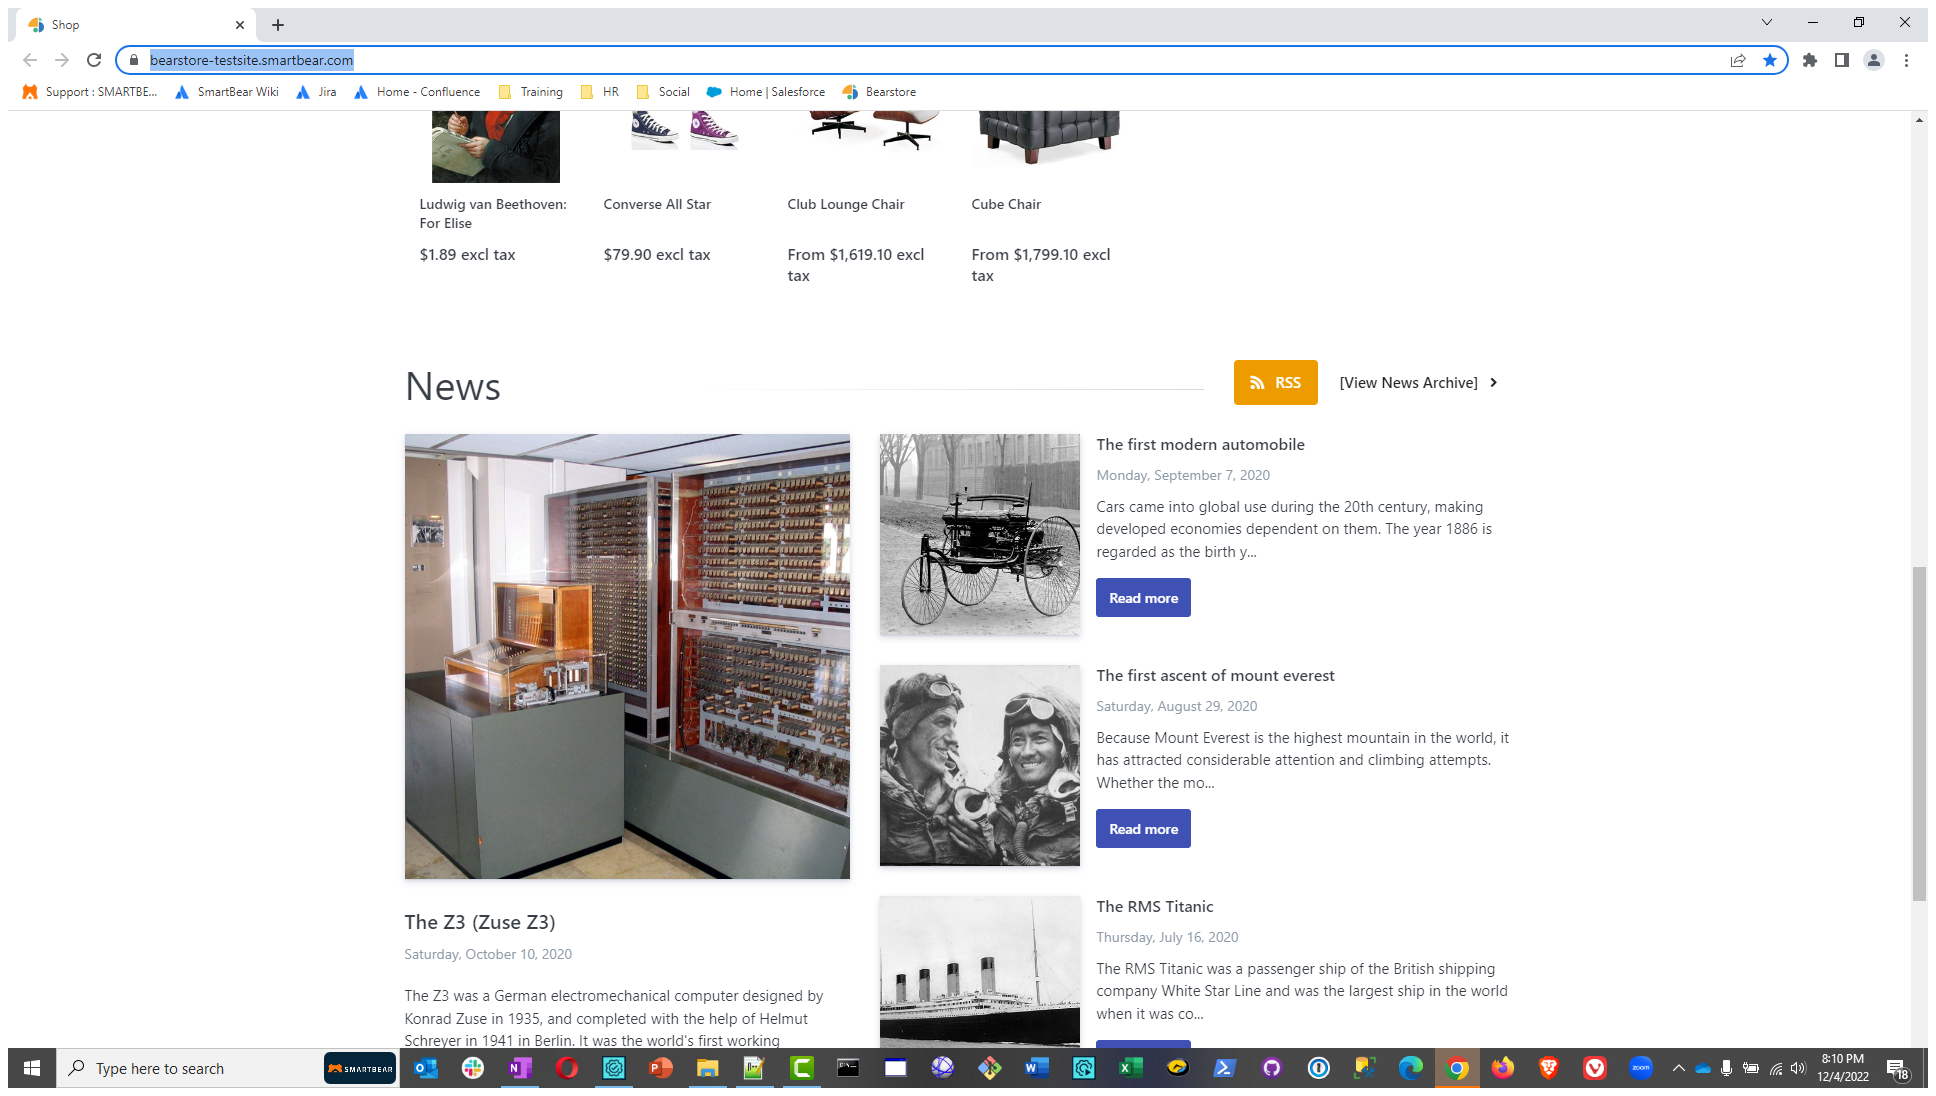 Shop
bearstore-testsite.smartbear.com
Support : SMARTBE...
SmartBear Wiki
Jira
Home - Confluence
Training
HR
Social
Home | Salesforce
Bearstore
Ludwig van Beethoven:
For Elise
$1.89 excl tax
Converse All Star
$79.90 excl tax
Club Lounge Chair
From $1,619.10 excl
tax
Cube Chair
From $1,799.10 excl
tax
News
RSS
[View News Archive]
The Z3 (Zuse Z3)
Saturday, October 10, 2020
The Z3 was a German electromechanical computer designed by
Konrad Zuse in 1935, and completed with the help of Helmut
Schreyer in 1941 in Berlin. It was the world's first working
The first modern automobile
Monday, September 7, 2020
Cars came into global use during the 20th century, making
developed economies dependent on them. The year 1886 is
regarded as the birth y...
Read more
The first ascent of mount everest
Saturday, August 29, 2020
Because Mount Everest is the highest mountain in the world, it
has attracted considerable attention and climbing attempts.
Whether the mo...
Read more
The RMS Titanic
Thursday, July 16, 2020
The RMS Titanic was a passenger ship of the British shipping
company White Star Line and was the largest ship in the world
when it was co...
Type here to search
SMARTBEAR
zoom
8:10 PM
12/4/2022
18